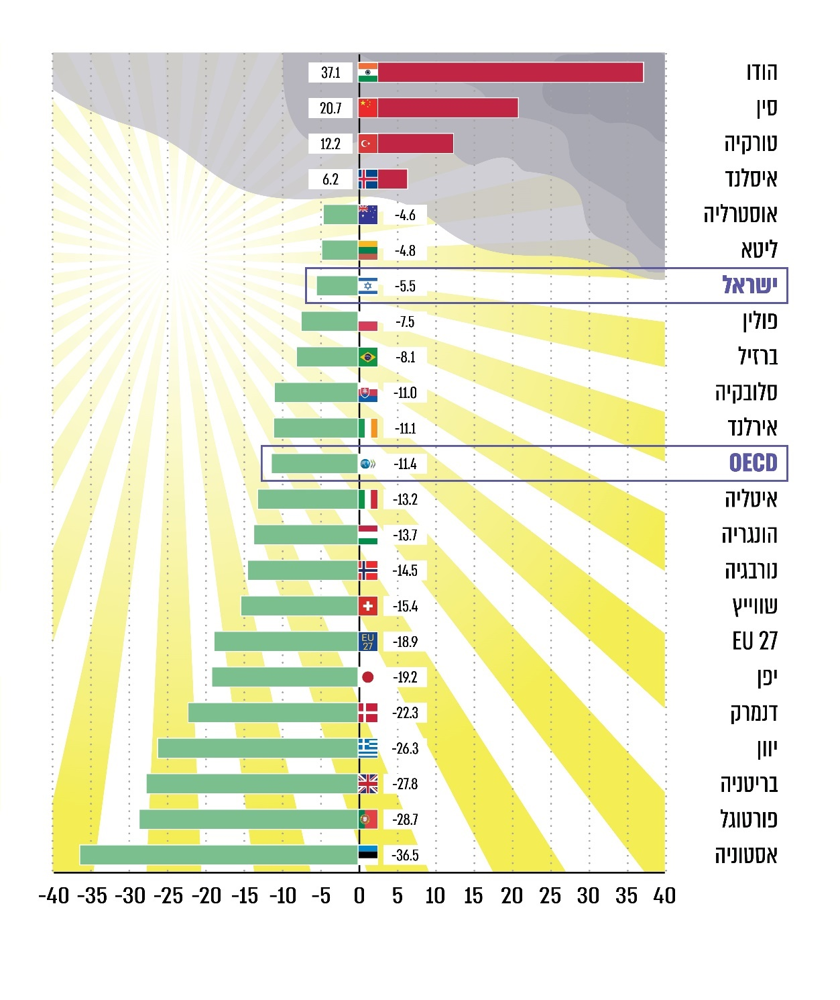 הודו 37.1
סין 20.7
טורקיה 12.2
איסלנד 6.2
אוסטרליה -4.6
ליטא -4.8
ישראל -5.5
פולין -7.5
ברזיל -8.1
סלובקיה -11.0
אירלנד -11.1
OECD -11.4
איטליה -13.2
הונגריה -13.7
נורבגיה -14.5
שווייץ -15.4
EU 27 -18.9
EU
27
יפן -19.2
דנמרק -22.3
יוון -26.3
בריטניה -27.8
פורטוגל -28.7
אסטוניה -36.5
-40 -35 -30 -25 -20 -15 -10 -5 0 5 10 15 20 25 30 35 40